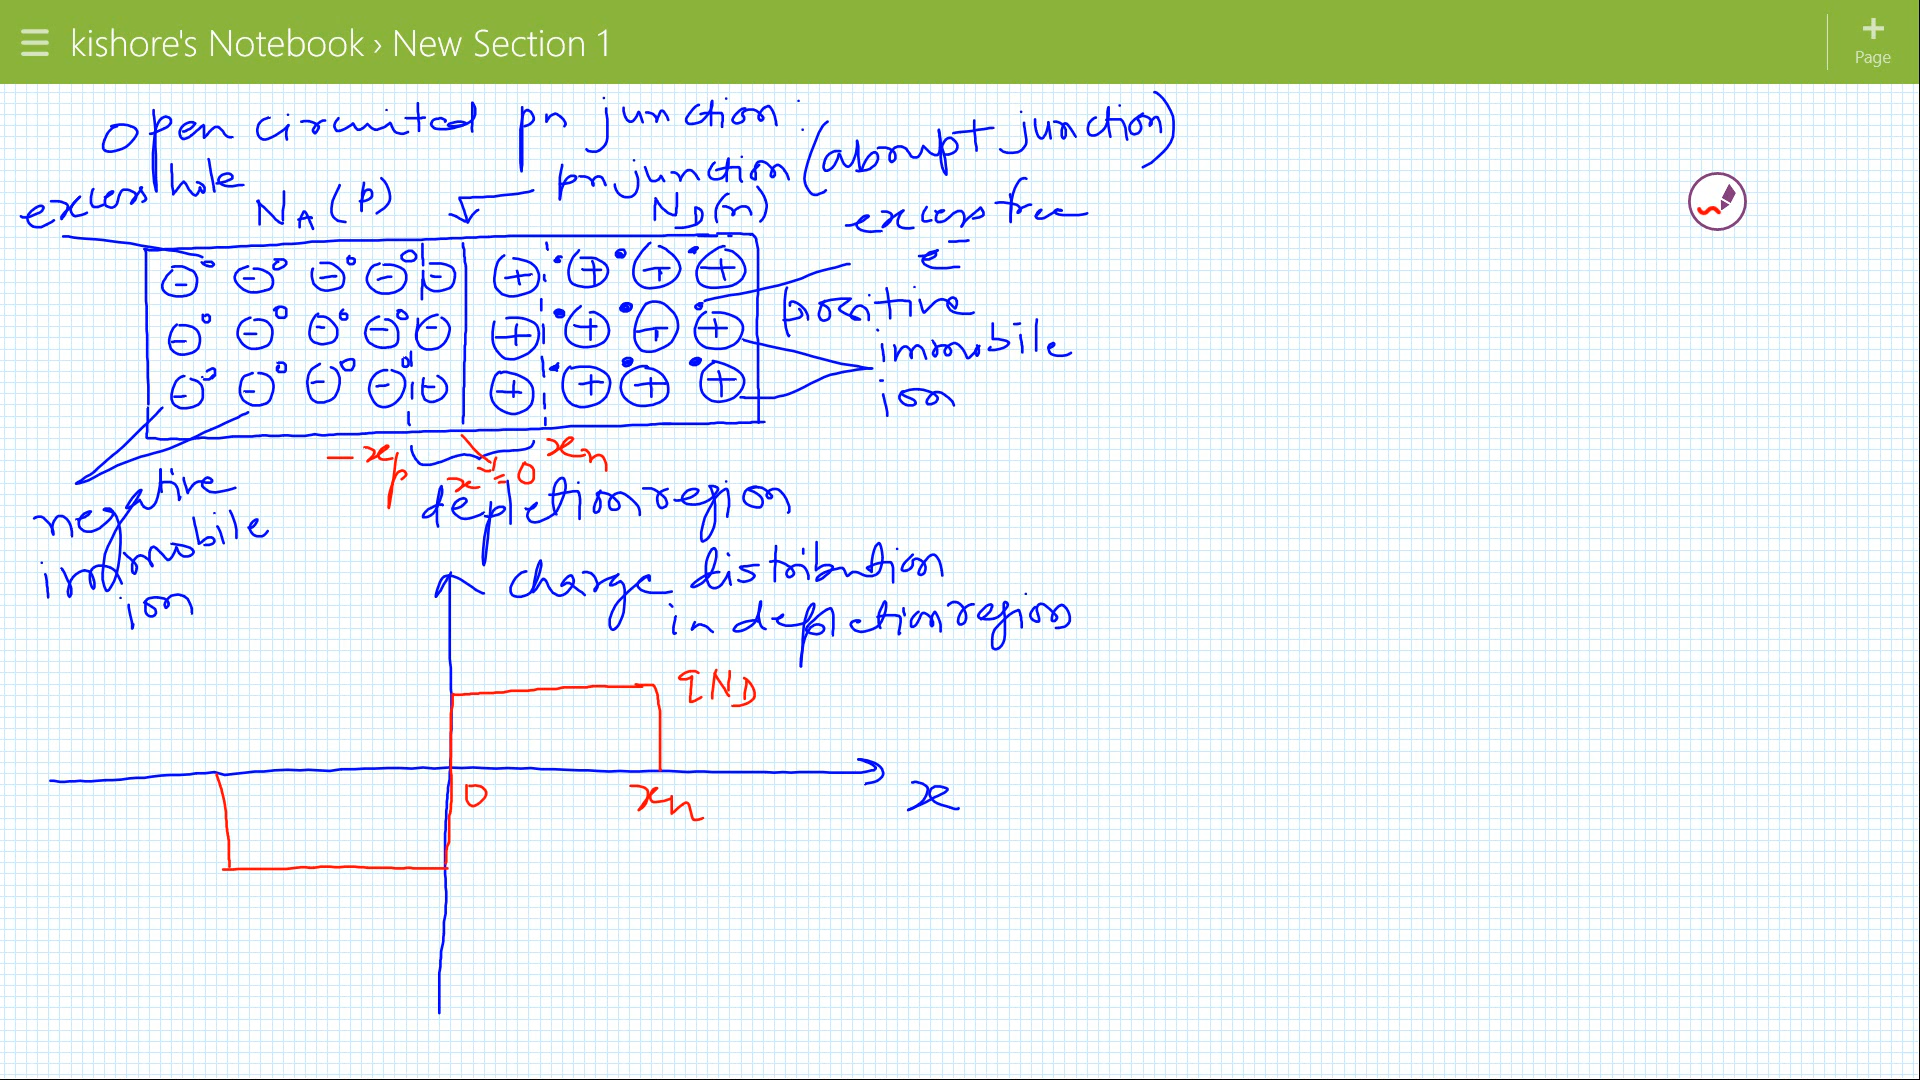 kishore's Notebook › New Section 1
Page
open circuited pn junction:
pn junction (abrupt junction)
excess hole
NA (p)
ND (n)
excess free
e-
positive
immobile
ion
-xp
x=0
xn
depletion region
negative
immobile
ion
charge distribution
in depletion region
qND
0
xn
x